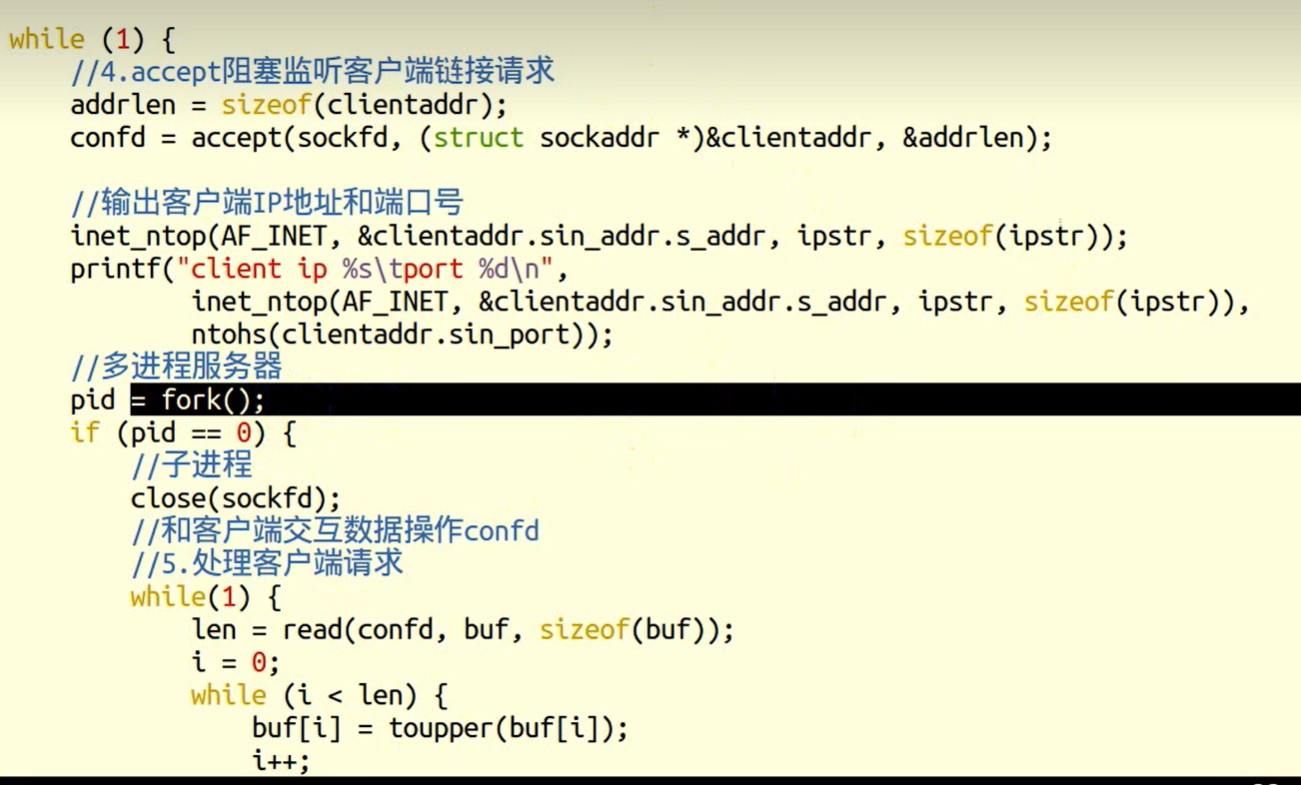 while (1) {
    //4.accept阻塞监听客户端链接请求
    addrlen = sizeof(clientaddr);
    confd = accept(sockfd, (struct sockaddr *)&clientaddr, &addrlen);

    //输出客户端IP地址和端口号
    inet_ntop(AF_INET, &clientaddr.sin_addr.s_addr, ipstr, sizeof(ipstr));
    printf("client ip %s\tport %d\n",
            inet_ntop(AF_INET, &clientaddr.sin_addr.s_addr, ipstr, sizeof(ipstr)),
            ntohs(clientaddr.sin_port));
    //多进程服务器
    pid = fork();
    if (pid == 0) {
        //子进程
        close(sockfd);
        //和客户端交互数据操作confd
        //5.处理客户端请求
        while(1) {
            len = read(confd, buf, sizeof(buf));
            i = 0;
            while (i < len) {
                buf[i] = toupper(buf[i]);
                i++;